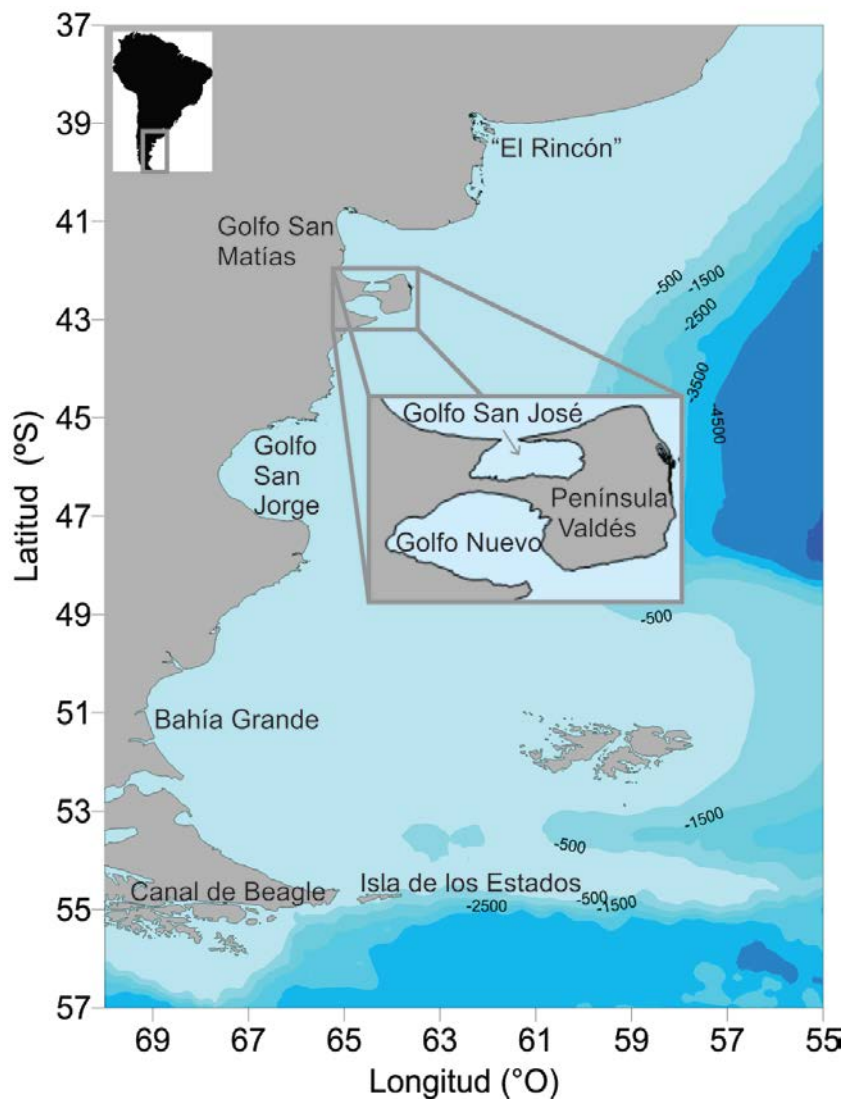 37
39
41
43
45
47
49
51
53
55
57
Latitud (ºS)
"El Rincón"
Golfo San
Matías
-500
-1500
-2500
-3500
-4500
Golfo San José
Península
Valdés
Golfo Nuevo
Golfo
San
Jorge
-500
Bahía Grande
-1500
-500
Canal de Beagle
Isla de los Estados
-500
-1500
-2500
69
67
65
63
61
59
57
55
Longitud (°O)